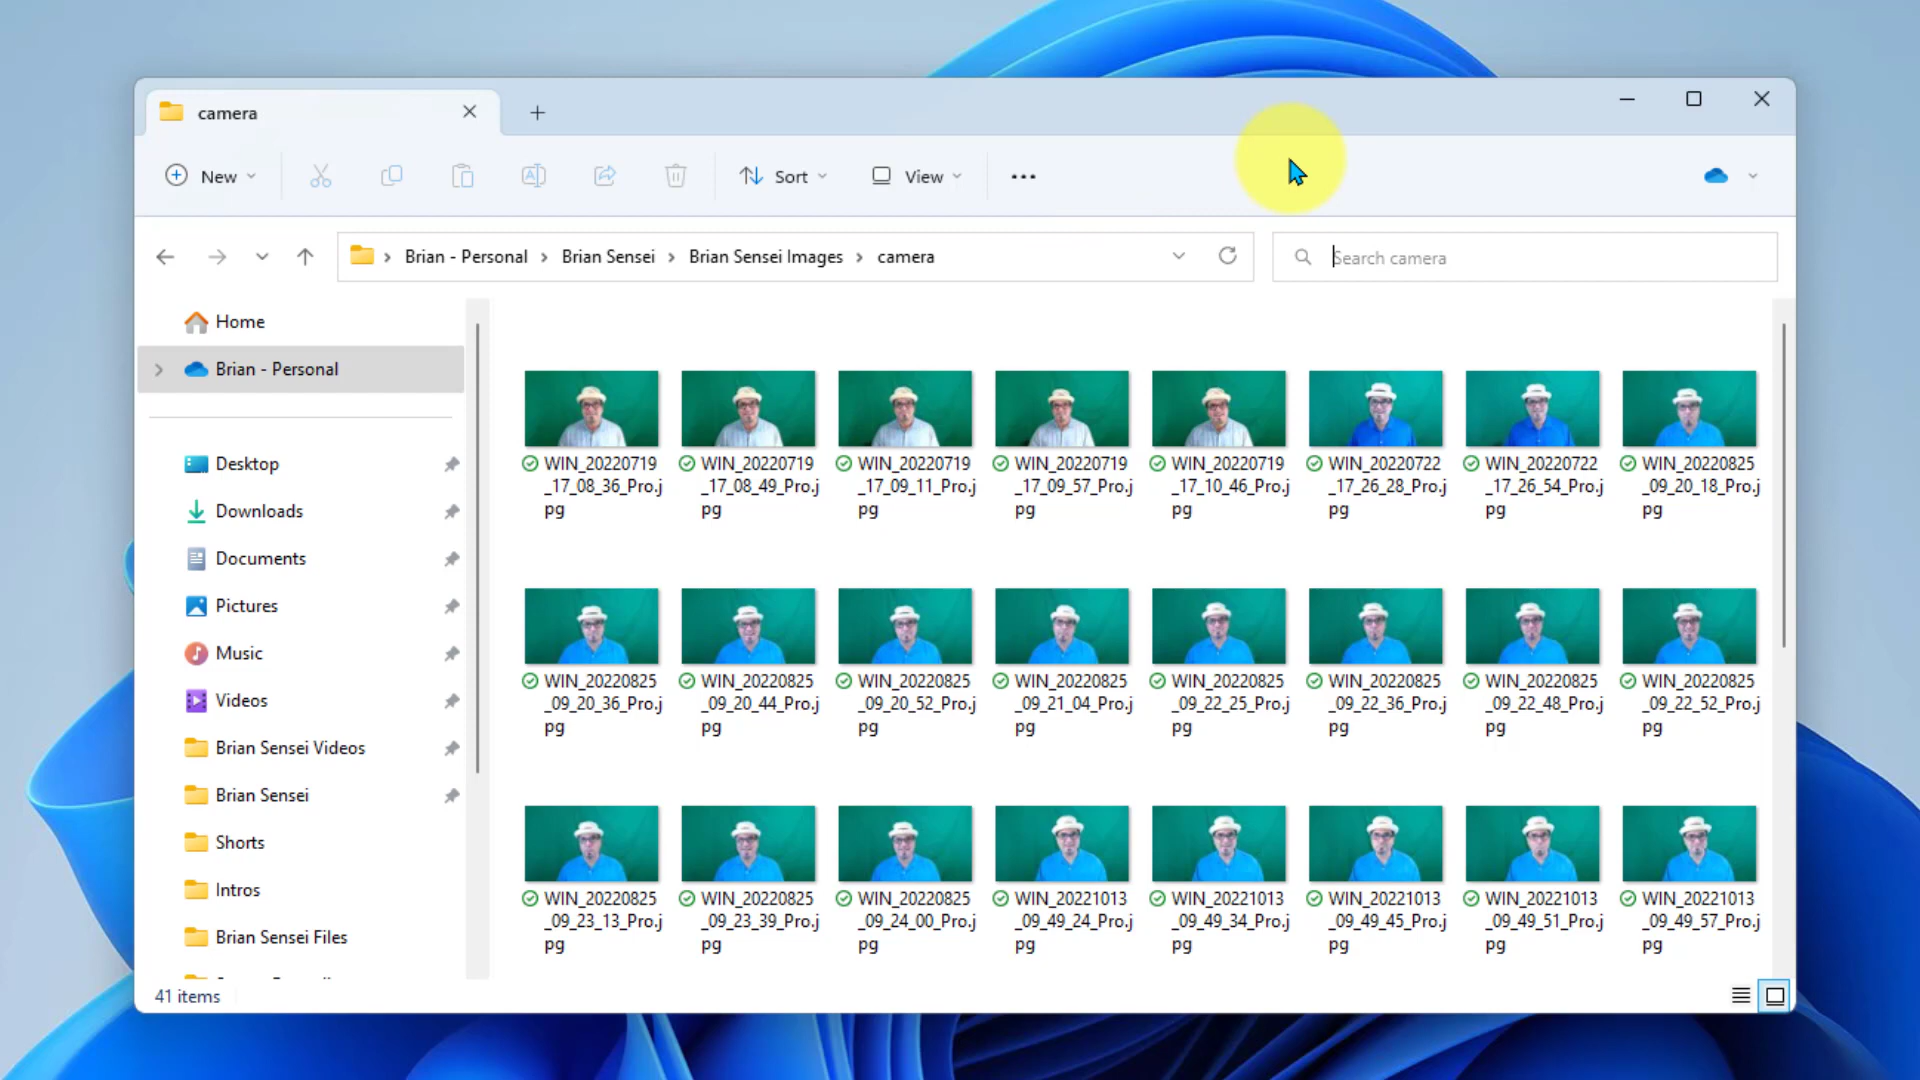 camera
New
Sort
View
Brian - Personal
Brian Sensei
Brian Sensei Images
camera
Search camera
Home
Brian - Personal
Desktop
Downloads
Documents
Pictures
Music
Videos
Brian Sensei Videos
Brian Sensei
Shorts
Intros
Brian Sensei Files
WIN_20220719
_17_08_36_Pro.j
pg
WIN_20220719
_17_08_49_Pro.j
pg
WIN_20220719
_17_09_11_Pro.j
pg
WIN_20220719
_17_09_57_Pro.j
pg
WIN_20220719
_17_10_46_Pro.j
pg
WIN_20220722
_17_26_28_Pro.j
pg
WIN_20220722
_17_26_54_Pro.j
pg
WIN_20220825
_09_20_18_Pro.j
pg
WIN_20220825
_09_20_36_Pro.j
pg
WIN_20220825
_09_20_44_Pro.j
pg
WIN_20220825
_09_20_52_Pro.j
pg
WIN_20220825
_09_21_04_Pro.j
pg
WIN_20220825
_09_22_25_Pro.j
pg
WIN_20220825
_09_22_36_Pro.j
pg
WIN_20220825
_09_22_48_Pro.j
pg
WIN_20220825
_09_22_52_Pro.j
pg
WIN_20220825
_09_23_13_Pro.j
pg
WIN_20220825
_09_23_39_Pro.j
pg
WIN_20220825
_09_24_00_Pro.j
pg
WIN_20221013
_09_49_24_Pro.j
pg
WIN_20221013
_09_49_34_Pro.j
pg
WIN_20221013
_09_49_45_Pro.j
pg
WIN_20221013
_09_49_51_Pro.j
pg
WIN_20221013
_09_49_57_Pro.j
pg
41 items